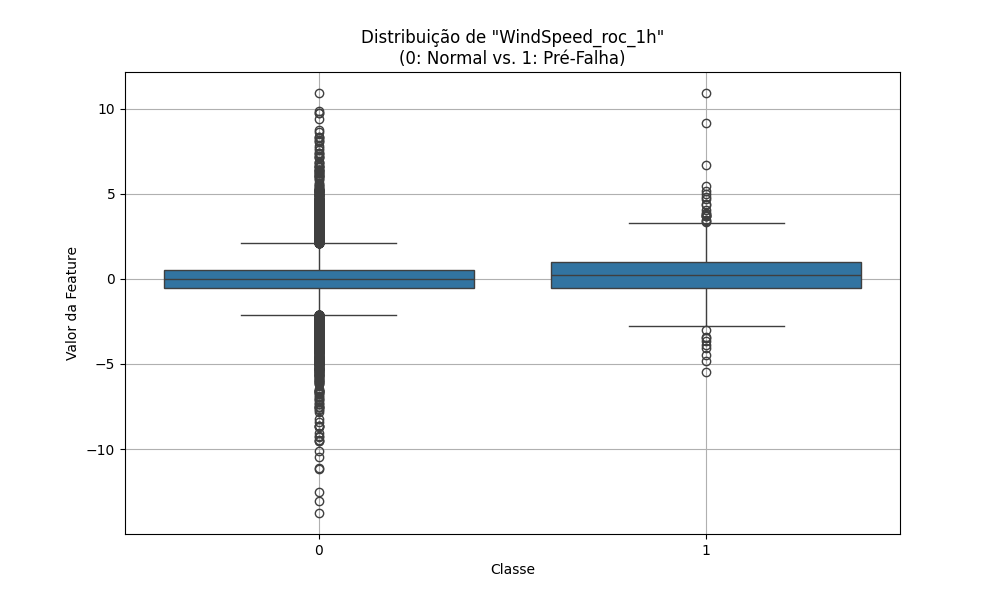 Distribuição de "WindSpeed_roc_1h"
(0: Normal vs. 1: Pré-Falha)
Valor da Feature
10
5
0
−5
−10
0
1
Classe